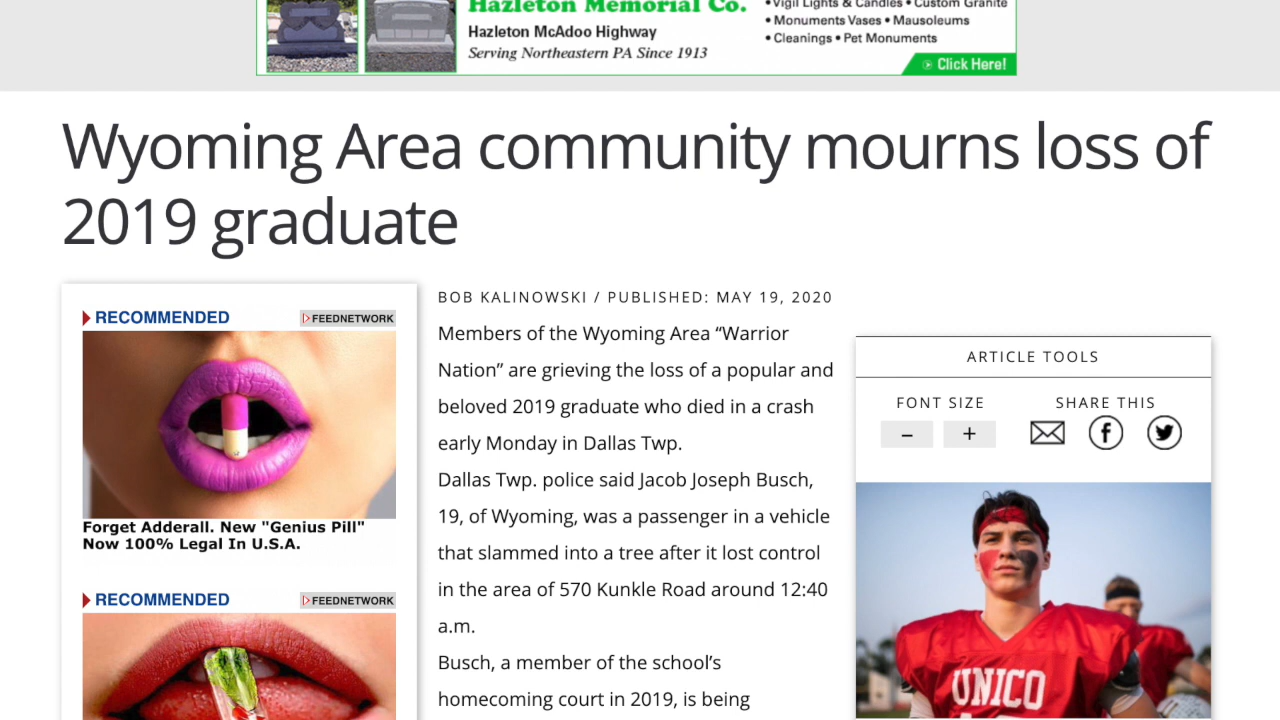 Hazleton Memorial Co.
Hazleton McAdoo Highway
Serving Northeastern PA Since 1913
• Vigil Lights & Candles • Custom Granite
• Monuments Vases • Mausoleums
• Cleanings • Pet Monuments
Click Here!
Wyoming Area community mourns loss of
2019 graduate
RECOMMENDED
FEEDNETWORK
Forget Adderall. New "Genius Pill"
Now 100% Legal In U.S.A.
RECOMMENDED
FEEDNETWORK
BOB KALINOWSKI / PUBLISHED: MAY 19, 2020
Members of the Wyoming Area “Warrior
Nation” are grieving the loss of a popular and
beloved 2019 graduate who died in a crash
early Monday in Dallas Twp.
Dallas Twp. police said Jacob Joseph Busch,
19, of Wyoming, was a passenger in a vehicle
that slammed into a tree after it lost control
in the area of 570 Kunkle Road around 12:40
a.m.
Busch, a member of the school’s
homecoming court in 2019, is being
ARTICLE TOOLS
FONT SIZE
SHARE THIS
– +
UNICO